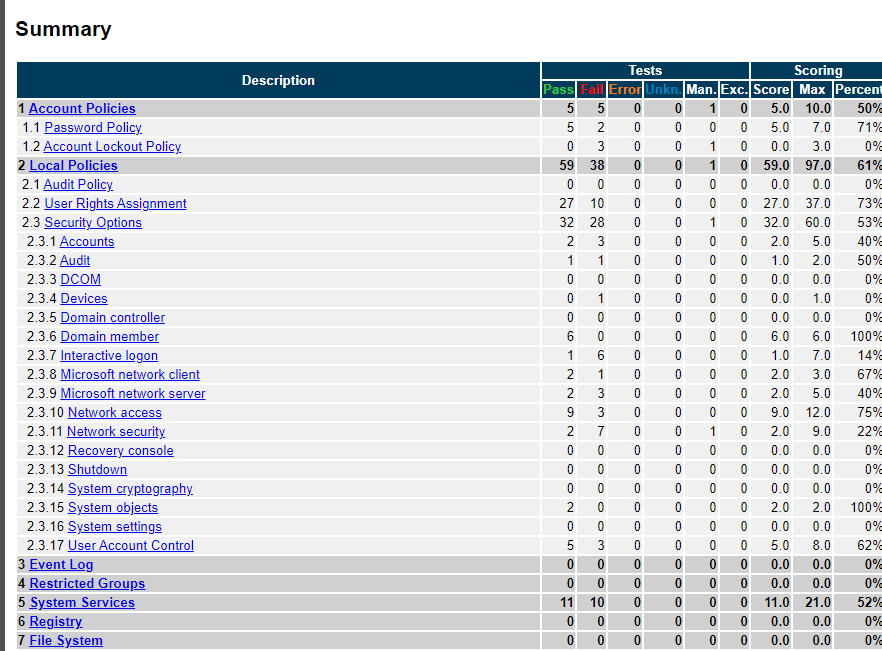 Summary
Description Tests Scoring
Pass Fail Error Unkn. Man. Exc. Score Max Percent
1 Account Policies 5 5 0 0 1 0 5.0 10.0 50%
1.1 Password Policy 5 2 0 0 0 0 5.0 7.0 71%
1.2 Account Lockout Policy 0 3 0 0 1 0 0.0 3.0 0%
2 Local Policies 59 38 0 0 1 0 59.0 97.0 61%
2.1 Audit Policy 0 0 0 0 0 0 0.0 0.0 0%
2.2 User Rights Assignment 27 10 0 0 0 0 27.0 37.0 73%
2.3 Security Options 32 28 0 0 1 0 32.0 60.0 53%
2.3.1 Accounts 2 3 0 0 0 0 2.0 5.0 40%
2.3.2 Audit 1 1 0 0 0 0 1.0 2.0 50%
2.3.3 DCOM 0 0 0 0 0 0 0.0 0.0 0%
2.3.4 Devices 0 1 0 0 0 0 0.0 1.0 0%
2.3.5 Domain controller 0 0 0 0 0 0 0.0 0.0 0%
2.3.6 Domain member 6 0 0 0 0 0 6.0 6.0 100%
2.3.7 Interactive logon 1 6 0 0 0 0 1.0 7.0 14%
2.3.8 Microsoft network client 2 1 0 0 0 0 2.0 3.0 67%
2.3.9 Microsoft network server 2 3 0 0 0 0 2.0 5.0 40%
2.3.10 Network access 9 3 0 0 0 0 9.0 12.0 75%
2.3.11 Network security 2 7 0 0 1 0 2.0 9.0 22%
2.3.12 Recovery console 0 0 0 0 0 0 0.0 0.0 0%
2.3.13 Shutdown 0 0 0 0 0 0 0.0 0.0 0%
2.3.14 System cryptography 0 0 0 0 0 0 0.0 0.0 0%
2.3.15 System objects 2 0 0 0 0 0 2.0 2.0 100%
2.3.16 System settings 0 0 0 0 0 0 0.0 0.0 0%
2.3.17 User Account Control 5 3 0 0 0 0 5.0 8.0 62%
3 Event Log 0 0 0 0 0 0 0.0 0.0 0%
4 Restricted Groups 0 0 0 0 0 0 0.0 0.0 0%
5 System Services 11 10 0 0 0 0 11.0 21.0 52%
6 Registry 0 0 0 0 0 0 0.0 0.0 0%
7 File System 0 0 0 0 0 0 0.0 0.0 0%